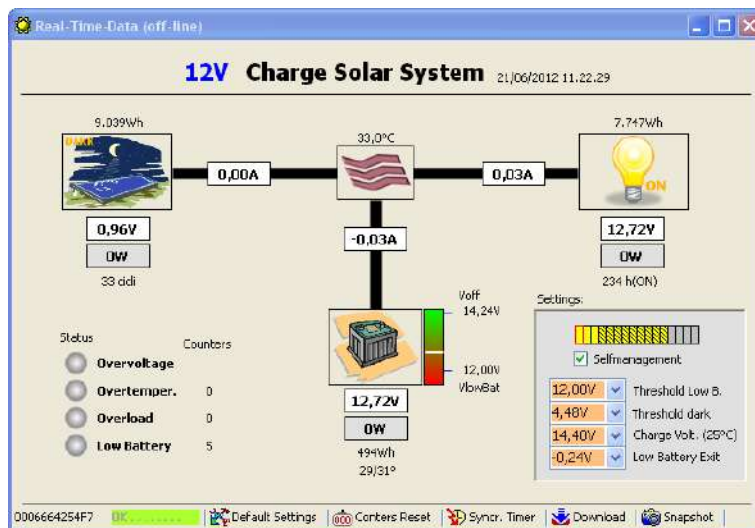 Real-Time-Data (off-line)
12V Charge Solar System 21/06/2012 11.22.29
9.039Wh
33,0°C
7.747Wh
DARK
0,00A
0,03A
ON
0,96V
0W
33 cicli
-0,03A
12,72V
0W
234 h(ON)
Voff
14,24V
12,00V
VlowBat
Settings:
Selfmanagement
12,00V Threshold Low B.
4,48V Threshold dark
14,40V Charge Volt. (25°C)
-0,24V Low Battery Exit
Status Counters
Overvoltage
Overtemper. 0
Overload 0
Low Battery 5
12,72V
0W
494Wh
29/31°
0006664254F7 OK........ Default Settings Conters Reset Syncr. Timer Download Snapshot